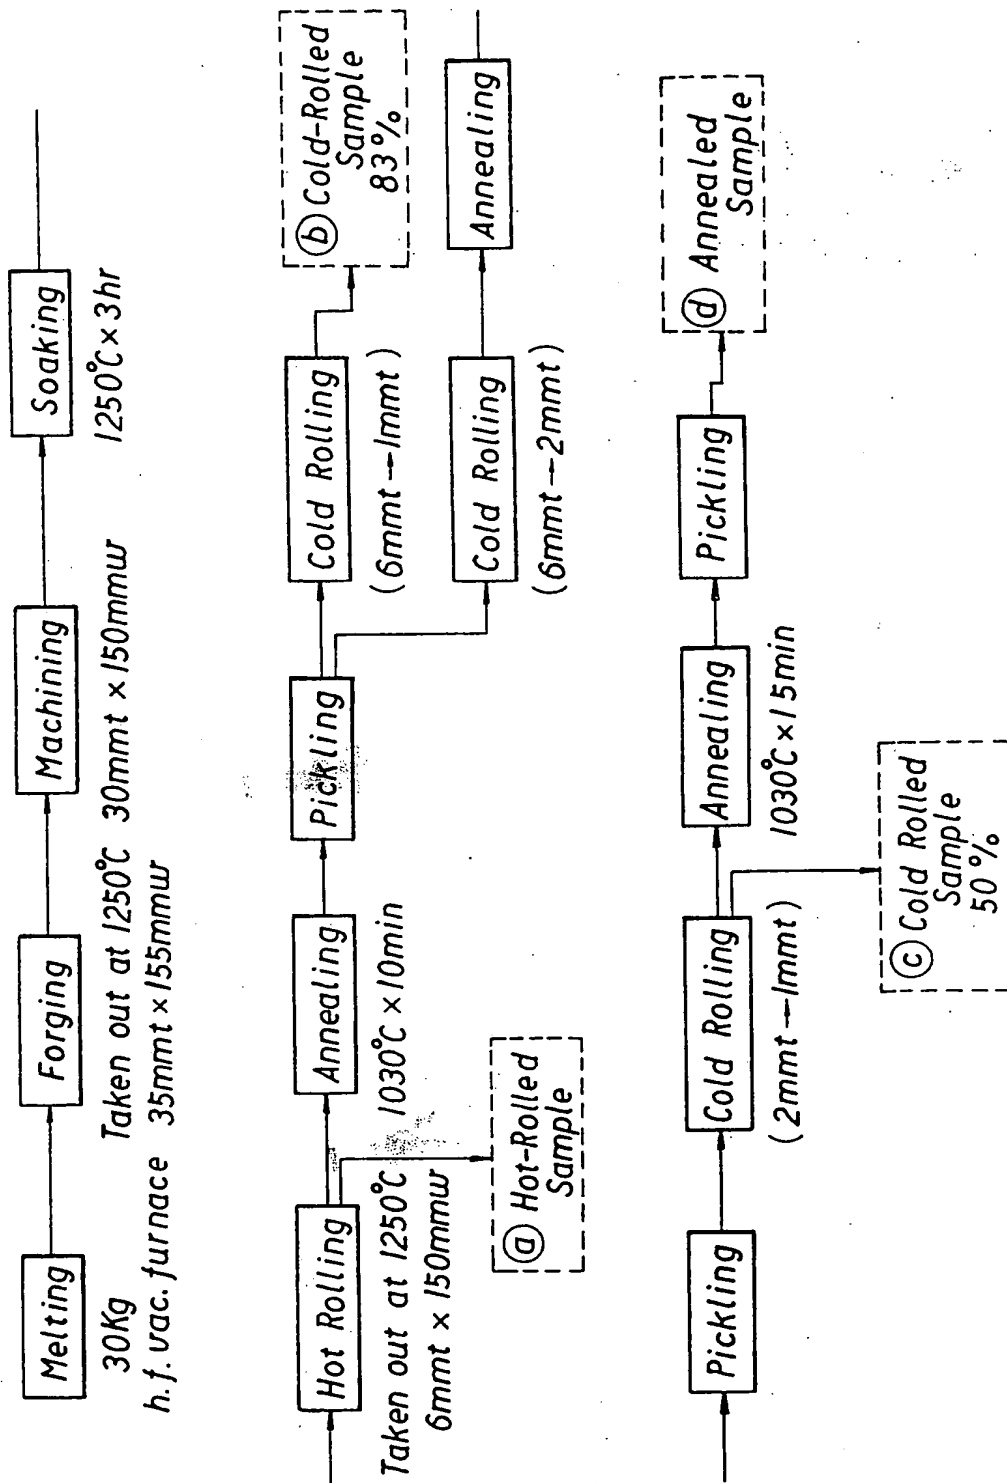 Melting
30Kg
h.f. vac. furnace
Forging
Taken out at 1250°C
35mmt × 155mmw
Machining
30mmt × 150mmw
Soaking
1250°C × 3hr
Hot Rolling
Taken out at 1250°C
6mmt × 150mmw
ⓐ Hot-Rolled
Sample
Annealing
1030°C × 10min
Pickling
Cold Rolling
(6mmt→1mmt)
ⓑ Cold-Rolled
Sample
83%
Cold Rolling
(6mmt→2mmt)
Annealing
Pickling
Cold Rolling
(2mmt→1mmt)
ⓒ Cold Rolled
Sample
50%
Annealing
1030°C × 15min
Pickling
ⓓ Annealed
Sample